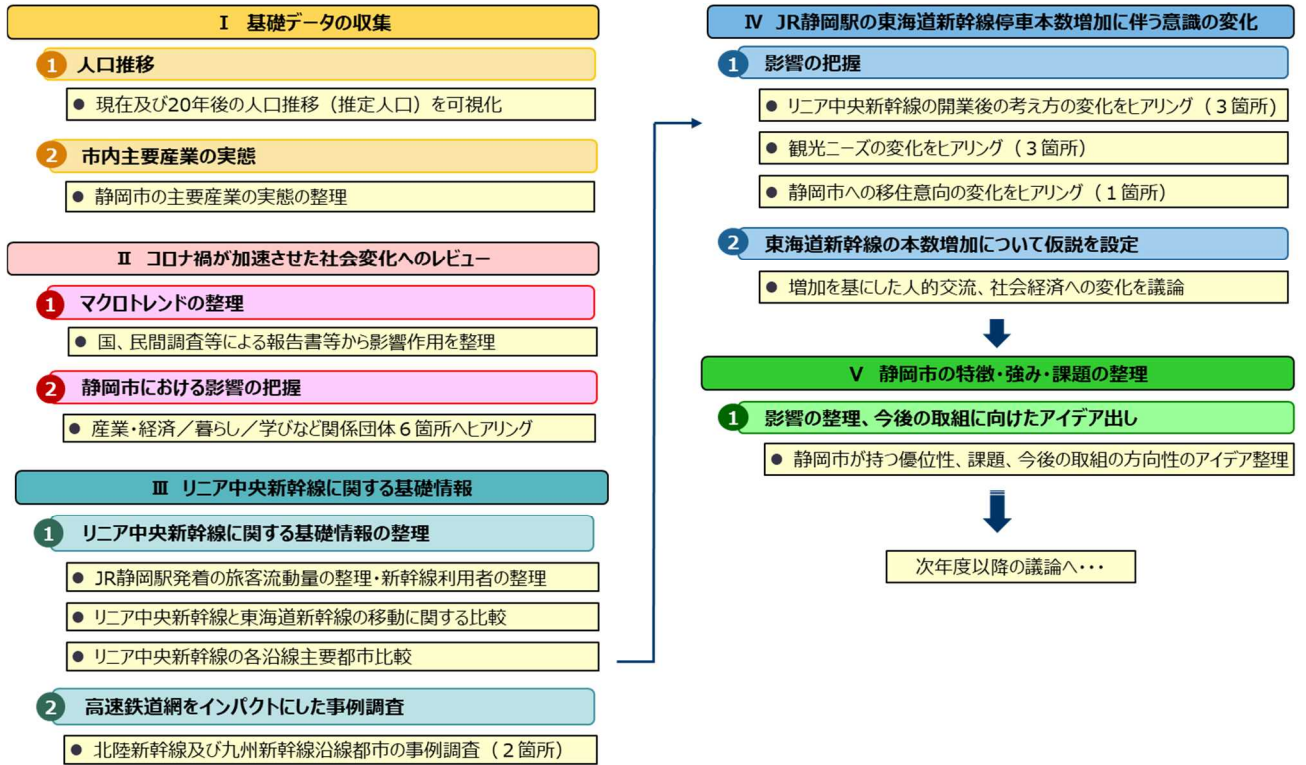 Ⅰ 基礎データの収集
1 人口推移
● 現在及び20年後の人口推移（推定人口）を可視化
2 市内主要産業の実態
● 静岡市の主要産業の実態の整理
Ⅱ コロナ禍が加速させた社会変化へのレビュー
1 マクロトレンドの整理
● 国、民間調査等による報告書等から影響作用を整理
2 静岡市における影響の把握
● 産業・経済／暮らし／学びなど関係団体６箇所へヒアリング
Ⅲ リニア中央新幹線に関する基礎情報
1 リニア中央新幹線に関する基礎情報の整理
● JR静岡駅発着の旅客流動量の整理・新幹線利用者の整理
● リニア中央新幹線と東海道新幹線の移動に関する比較
● リニア中央新幹線の各沿線主要都市比較
2 高速鉄道網をインパクトにした事例調査
● 北陸新幹線及び九州新幹線沿線都市の事例調査（２箇所）
Ⅳ JR静岡駅の東海道新幹線停車本数増加に伴う意識の変化
1 影響の把握
● リニア中央新幹線の開業後の考え方の変化をヒアリング（３箇所）
● 観光ニーズの変化をヒアリング（３箇所）
● 静岡市への移住意向の変化をヒアリング（１箇所）
2 東海道新幹線の本数増加について仮説を設定
● 増加を基にした人的交流、社会経済への変化を議論
Ⅴ 静岡市の特徴・強み・課題の整理
1 影響の整理、今後の取組に向けたアイデア出し
● 静岡市が持つ優位性、課題、今後の取組の方向性のアイデア整理
次年度以降の議論へ・・・